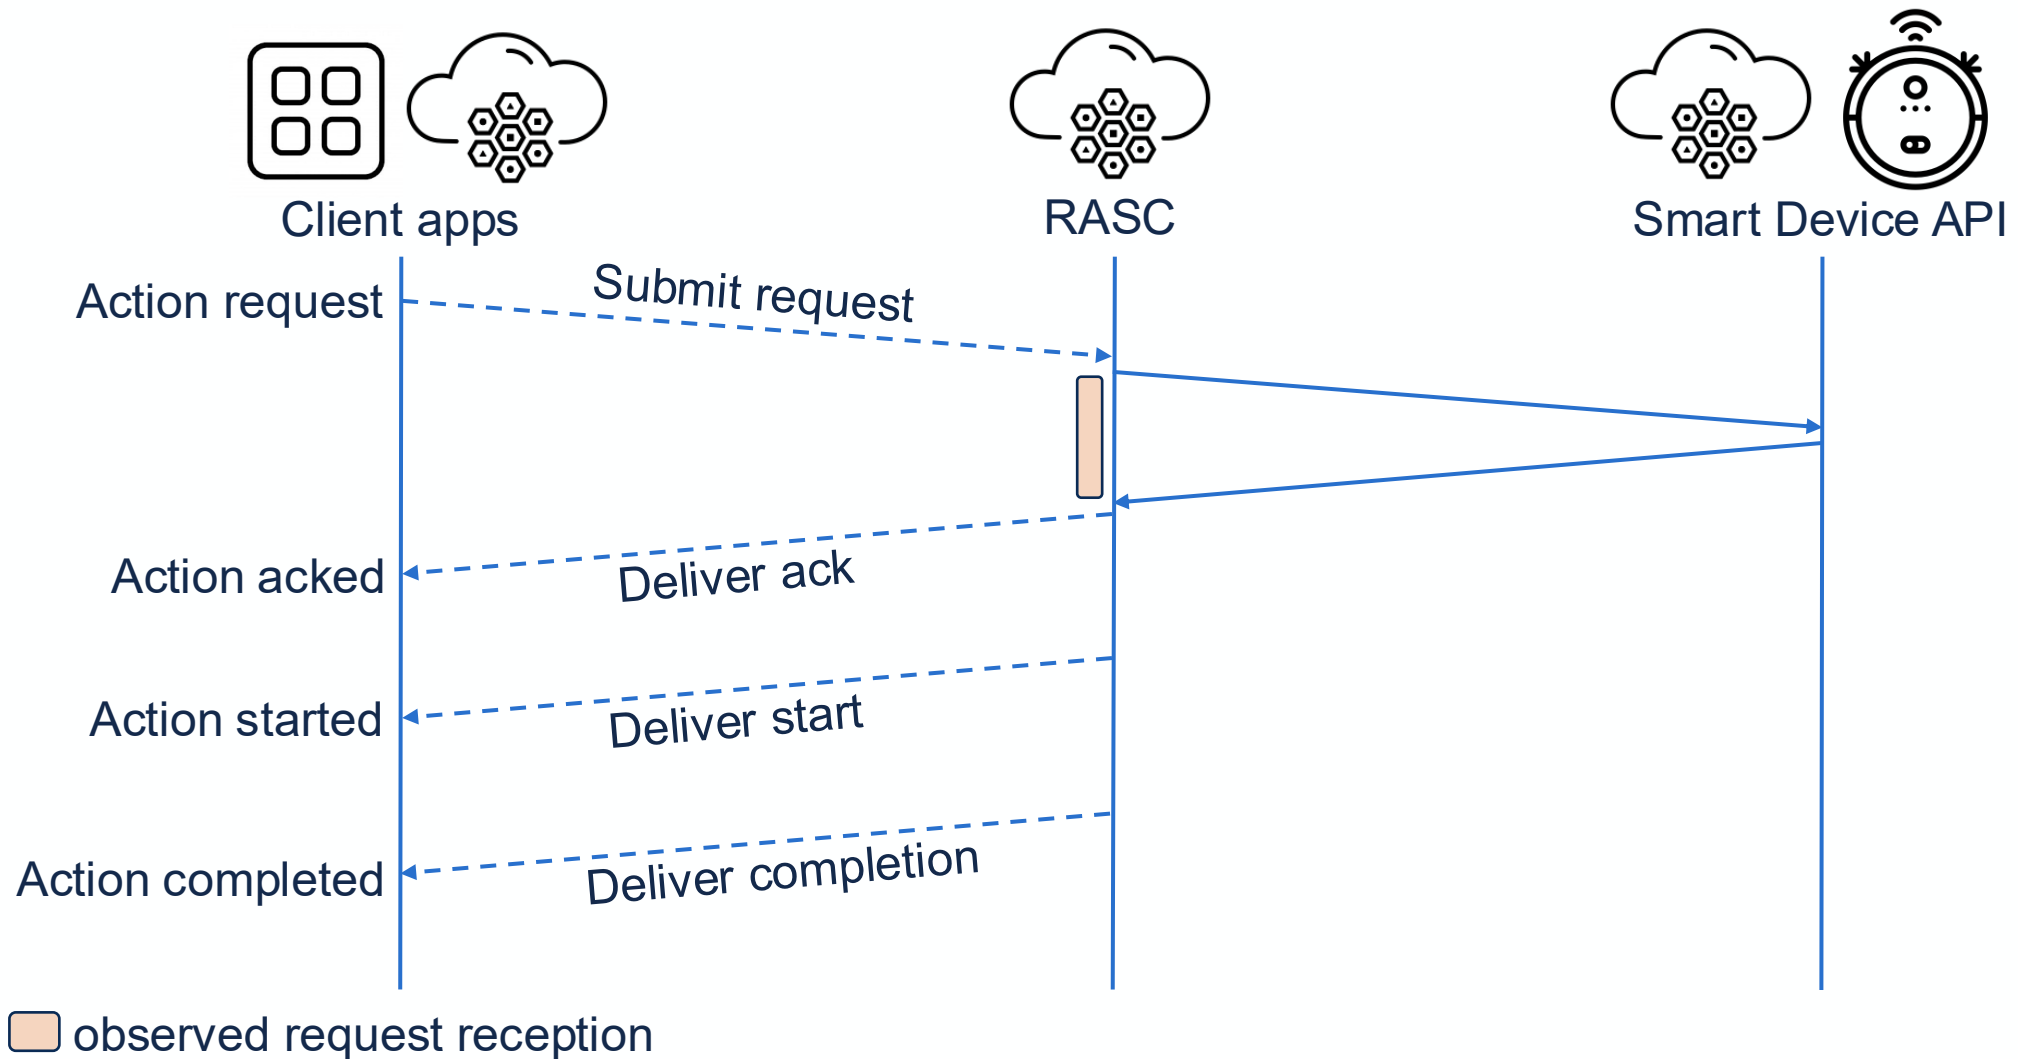 Client apps
RASC
Smart Device API
Action request
Submit request
Action acked
Deliver ack
Action started
Deliver start
Action completed
Deliver completion
observed request reception